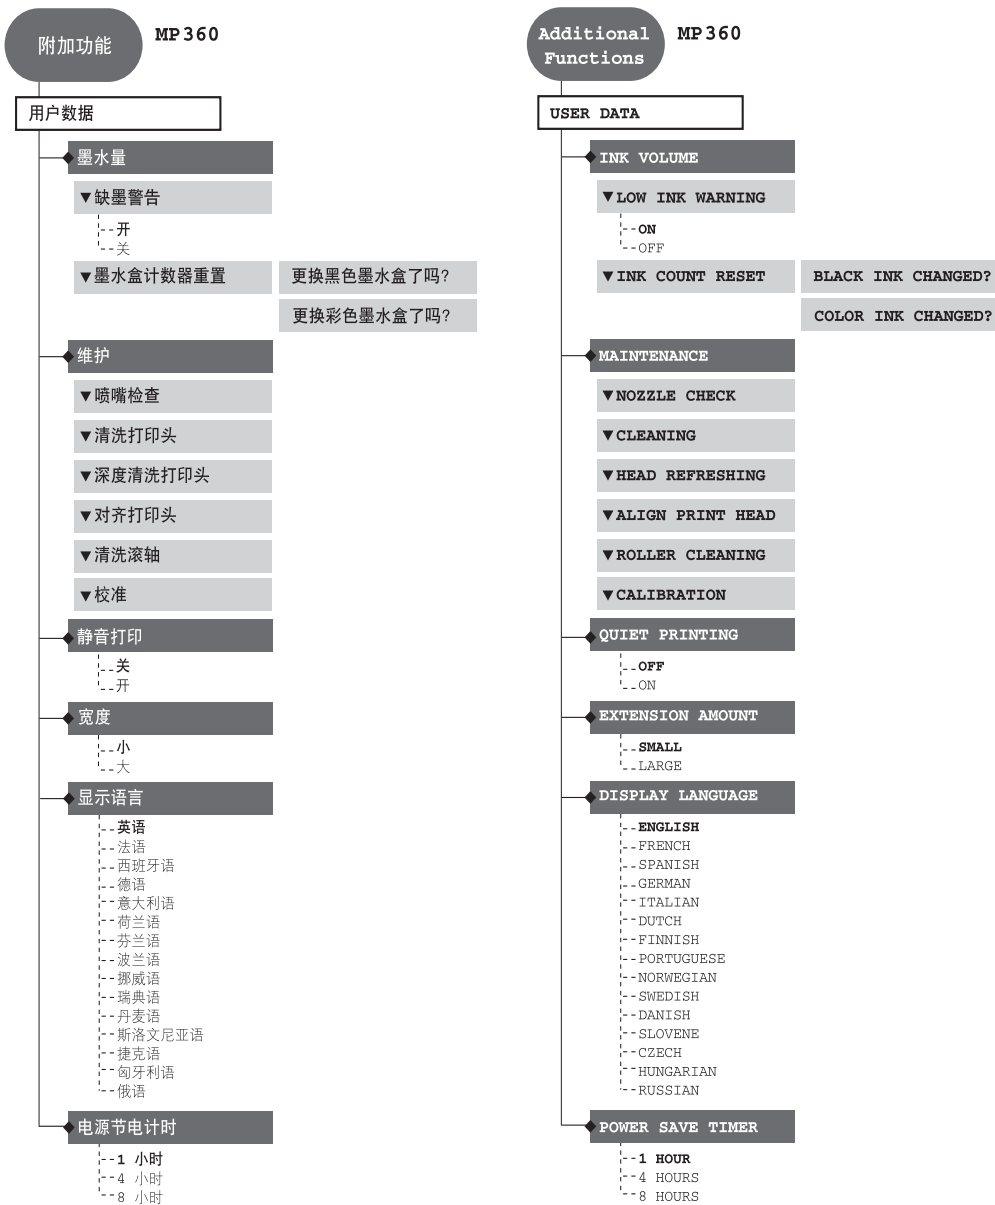 附加功能
MP360
用户数据
墨水量
▼缺墨警告
开
关
▼墨水盒计数器重置
更换黑色墨水盒了吗?
更换彩色墨水盒了吗?
维护
▼喷嘴检查
▼清洗打印头
▼深度清洗打印头
▼对齐打印头
▼清洗滚轴
▼校准
静音打印
关
开
宽度
小
大
显示语言
英语
法语
西班牙语
德语
意大利语
荷兰语
芬兰语
波兰语
挪威语
瑞典语
丹麦语
斯洛文尼亚语
捷克语
匈牙利语
俄语
电源节电计时
1 小时
4 小时
8 小时
Additional
Functions
MP360
USER DATA
INK VOLUME
▼LOW INK WARNING
ON
OFF
▼INK COUNT RESET
BLACK INK CHANGED?
COLOR INK CHANGED?
MAINTENANCE
▼NOZZLE CHECK
▼CLEANING
▼HEAD REFRESHING
▼ALIGN PRINT HEAD
▼ROLLER CLEANING
▼CALIBRATION
QUIET PRINTING
OFF
ON
EXTENSION AMOUNT
SMALL
LARGE
DISPLAY LANGUAGE
ENGLISH
FRENCH
SPANISH
GERMAN
ITALIAN
DUTCH
FINNISH
PORTUGUESE
NORWEGIAN
SWEDISH
DANISH
SLOVENE
CZECH
HUNGARIAN
RUSSIAN
POWER SAVE TIMER
1 HOUR
4 HOURS
8 HOURS